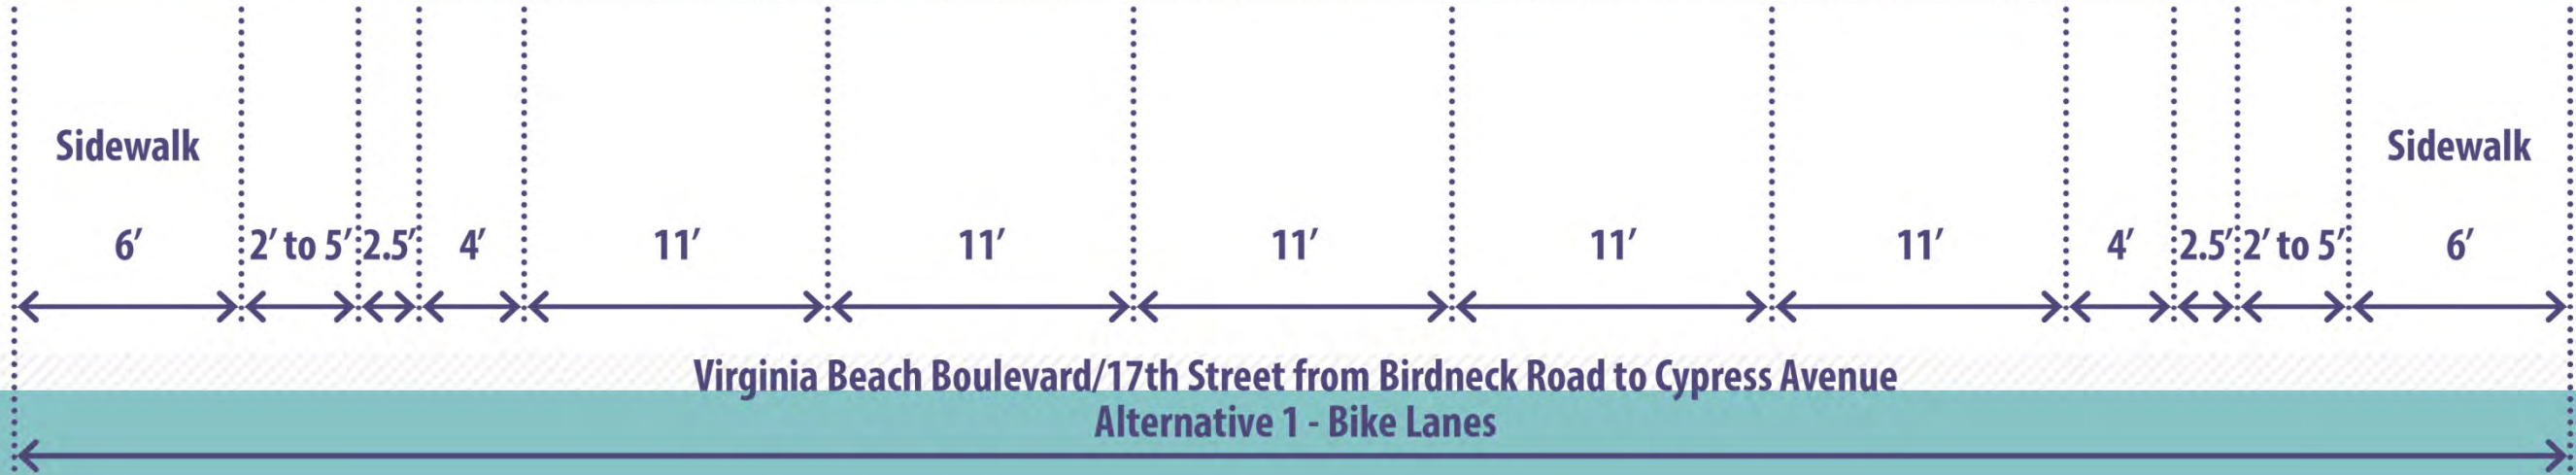 Sidewalk Sidewalk
6′ 2′ to 5′ 2.5′ 4′ 11′ 11′ 11′ 11′ 11′ 4′ 2.5′ 2′ to 5′ 6′
Virginia Beach Boulevard/17th Street from Birdneck Road to Cypress Avenue
Alternative 1 - Bike Lanes